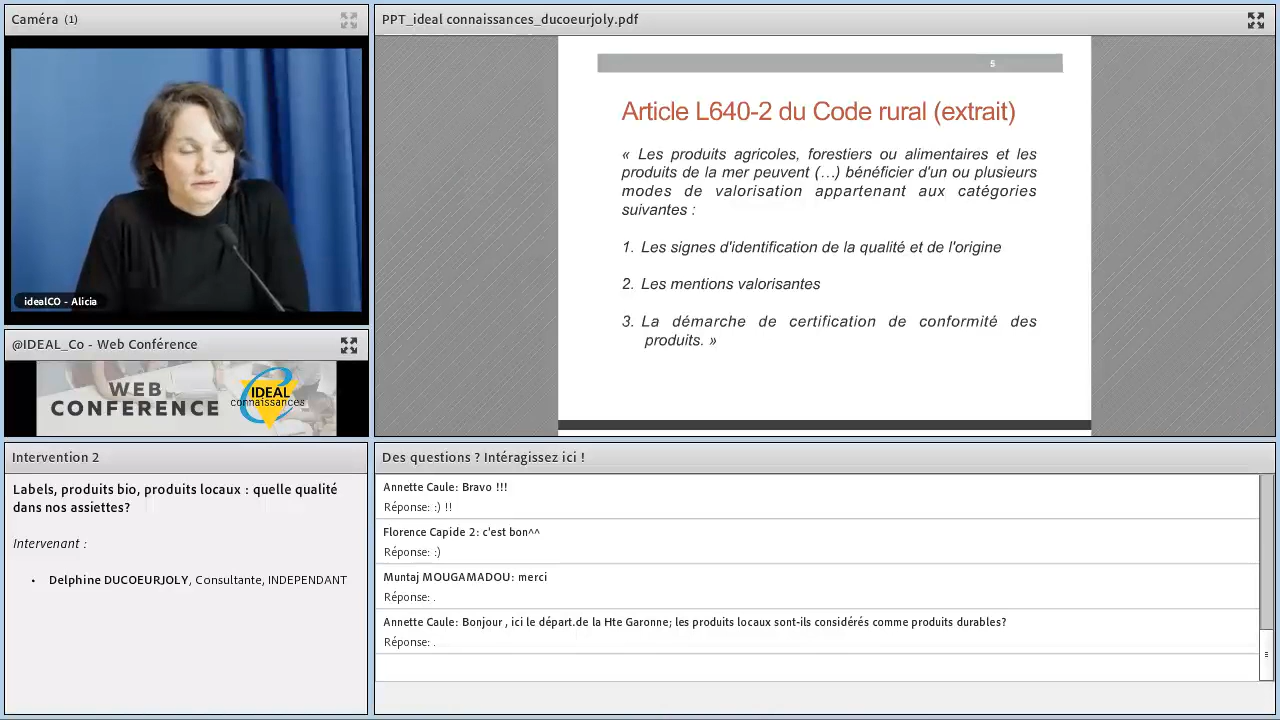 Caméra (1)
idealCO - Alicia
@IDEAL_Co - Web Conférence
WEB
CONFERENCE
IDEAL
connaissances
Intervention 2
Labels, produits bio, produits locaux : quelle qualité
dans nos assiettes?
Intervenant :
• Delphine DUCOEURJOLY, Consultante, INDEPENDANT
PPT_ideal connaissances_ducoeurjoly.pdf
5
Article L640-2 du Code rural (extrait)
« Les produits agricoles, forestiers ou alimentaires et les
produits de la mer peuvent (…) bénéficier d'un ou plusieurs
modes de valorisation appartenant aux catégories
suivantes :
1. Les signes d'identification de la qualité et de l'origine
2. Les mentions valorisantes
3. La démarche de certification de conformité des
produits. »
Des questions ? Intéragissez ici !
Annette Caule: Bravo !!!
Réponse: :) !!
Florence Capide 2: c'est bon^^
Réponse: :)
Muntaj MOUGAMADOU: merci
Réponse: .
Annette Caule: Bonjour , ici le départ.de la Hte Garonne; les produits locaux sont-ils considérés comme produits durables?
Réponse: .